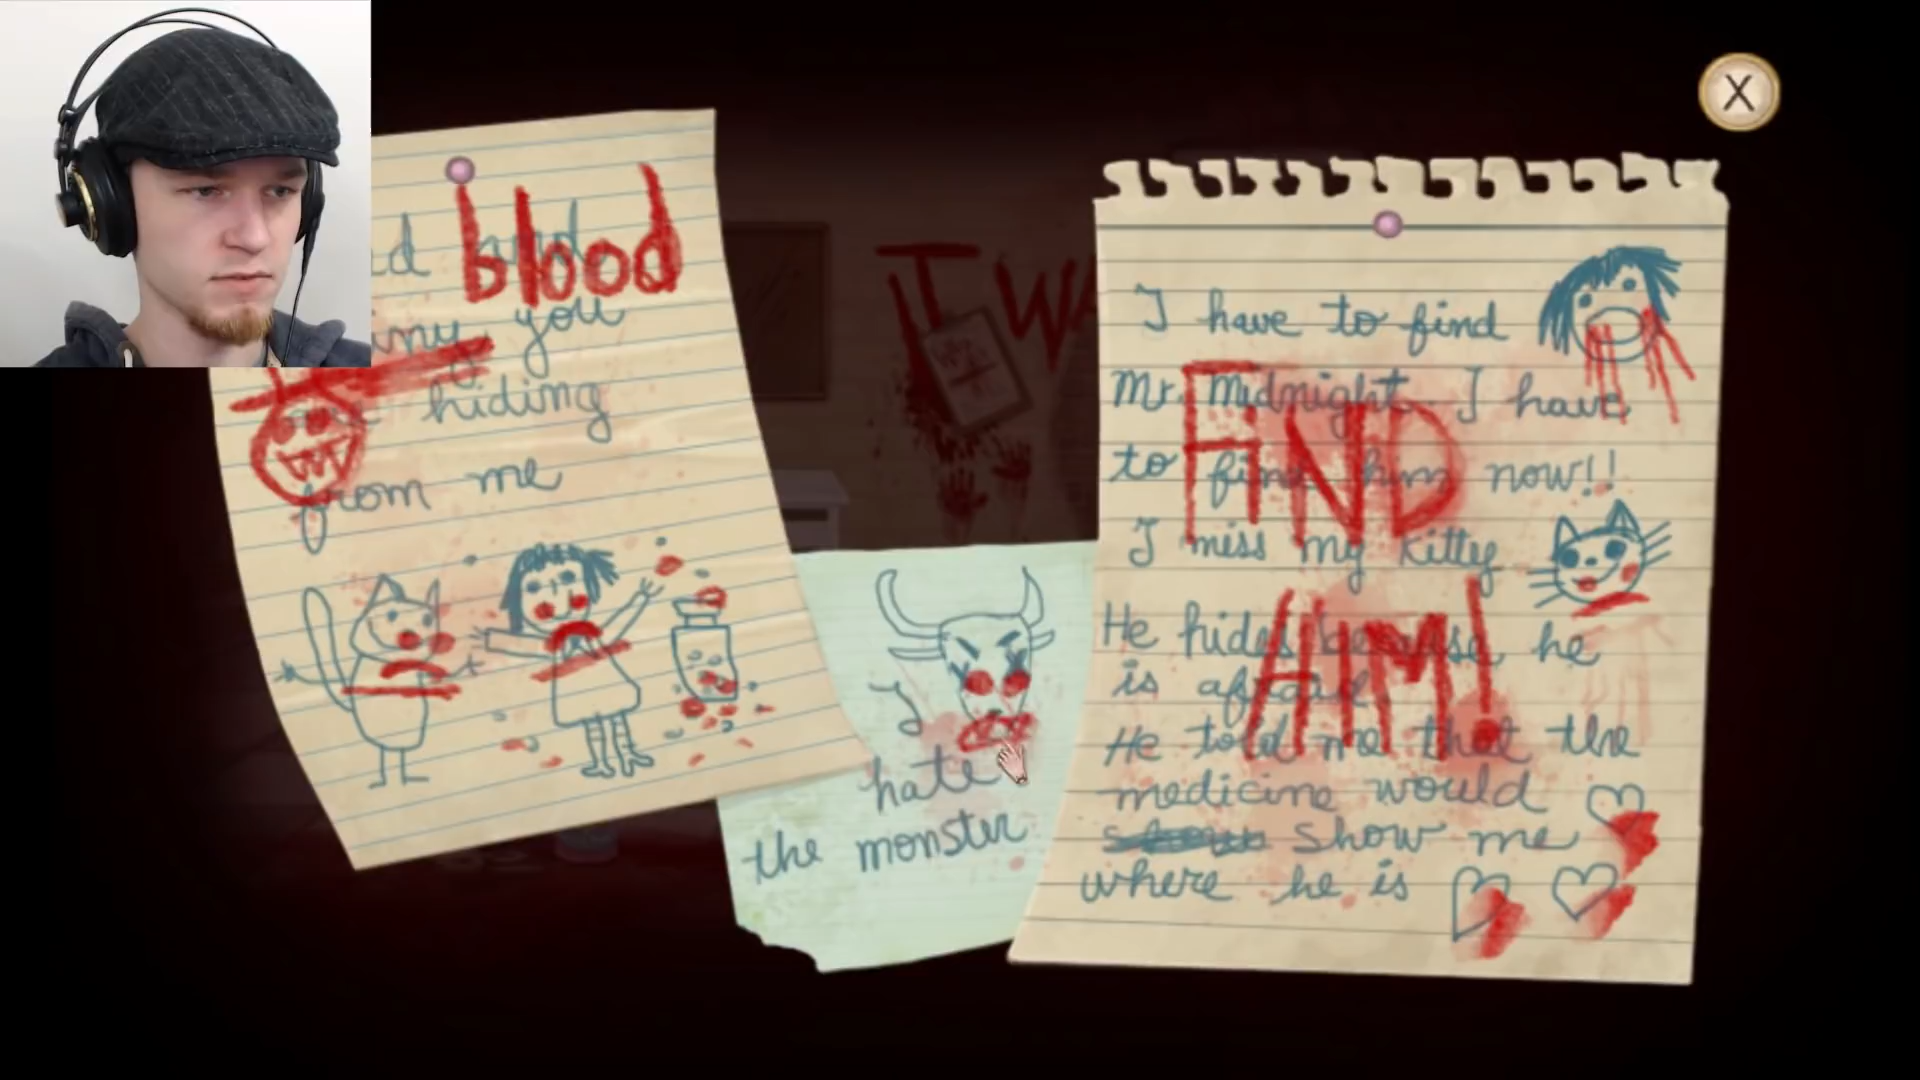 blood
you
hiding
from me
I
hate
the monster
I have to find
Mr. Midnight. I have
to find him now!!
FIND
I miss my kitty
He hides because he
is afraid
HIM!
He told me that the
medicine would
show me
where he is
I WA
X